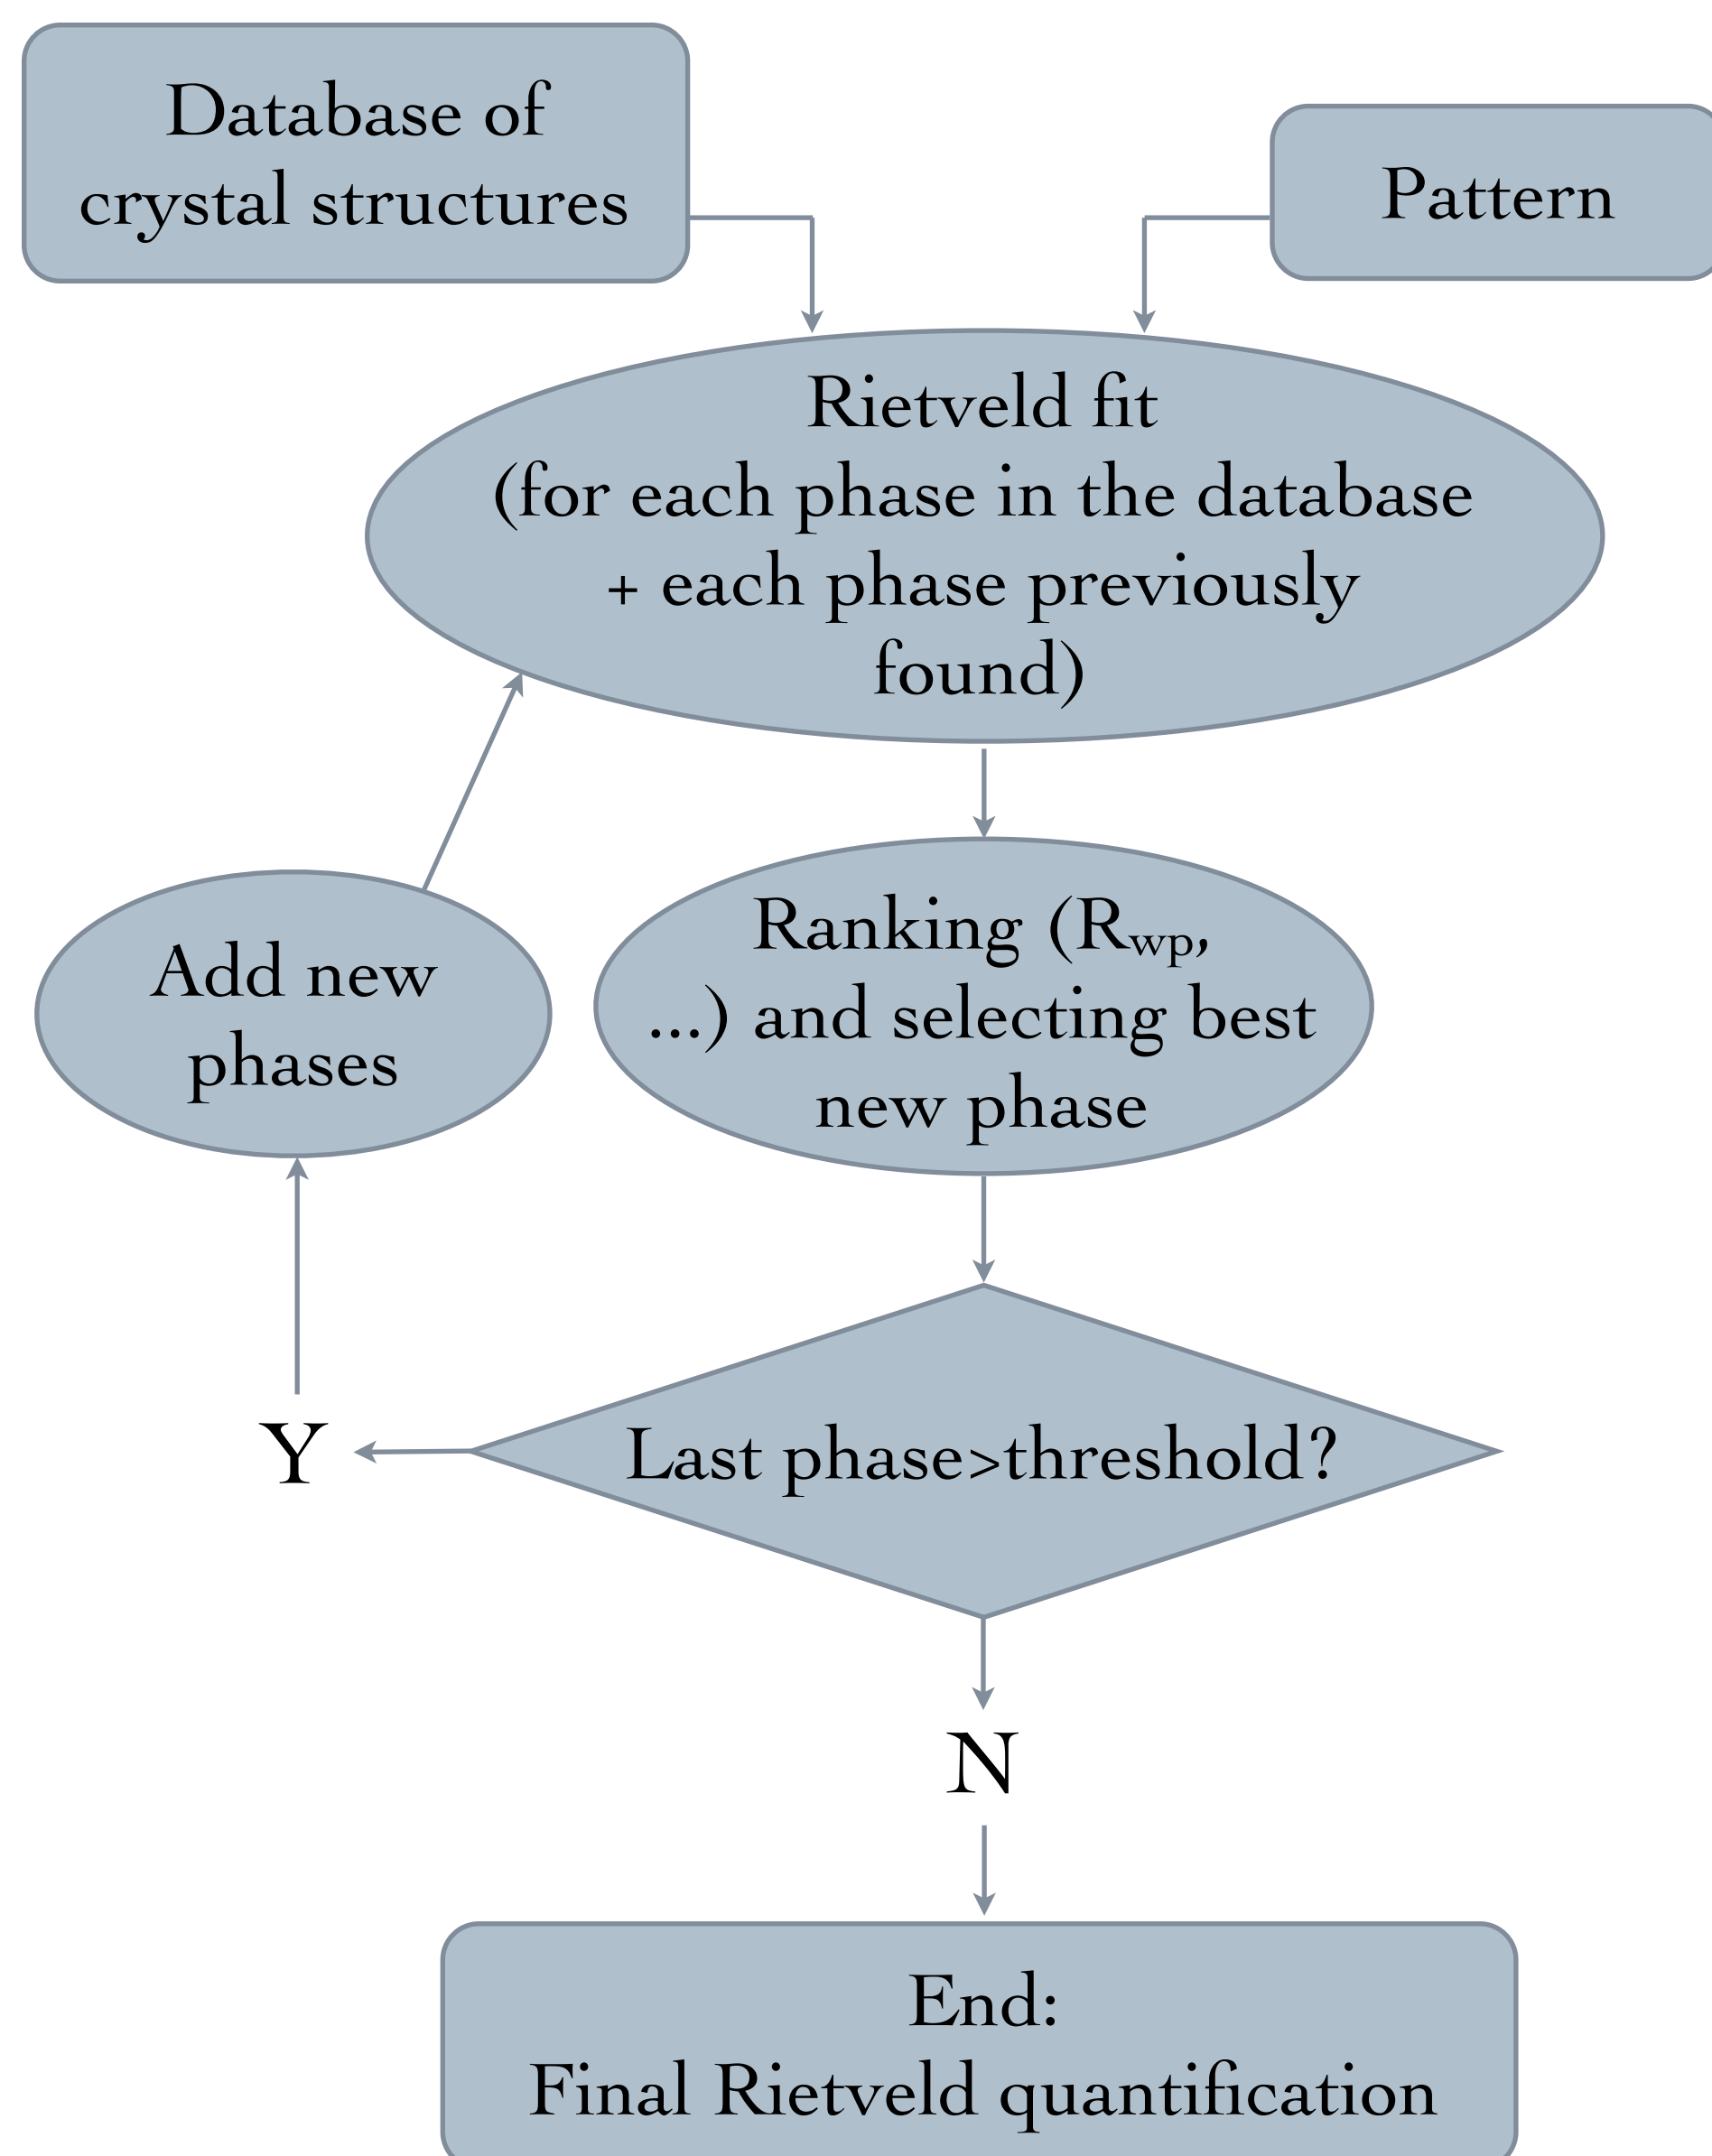 Database of
crystal structures
Pattern
Rietveld fit
(for each phase in the database
+ each phase previously
found)
Add new
phases
Ranking (Rwp,
...) and selecting best
new phase
Y
Last phase>threshold?
N
End:
Final Rietveld quantification